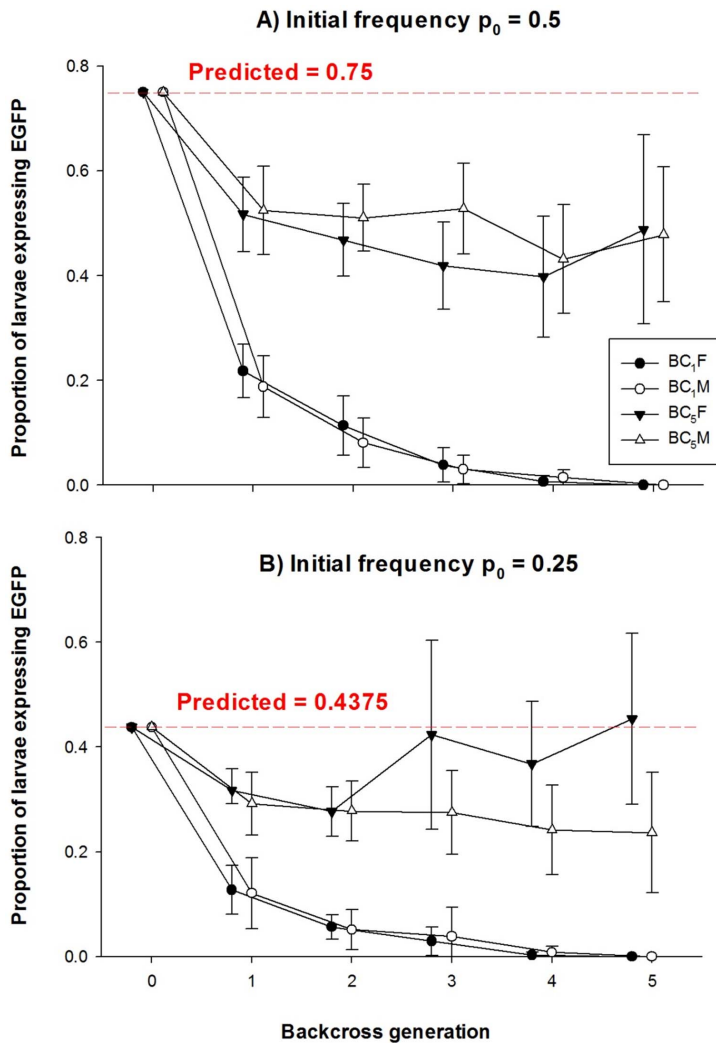 A) Initial frequency p₀ = 0.5
Predicted = 0.75
Proportion of larvae expressing EGFP
0.8
0.6
0.4
0.2
0.0
BC₁F
BC₁M
BC₅F
BC₅M
B) Initial frequency p₀ = 0.25
Predicted = 0.4375
Proportion of larvae expressing EGFP
0.8
0.6
0.4
0.2
0.0
0 1 2 3 4 5
Backcross generation